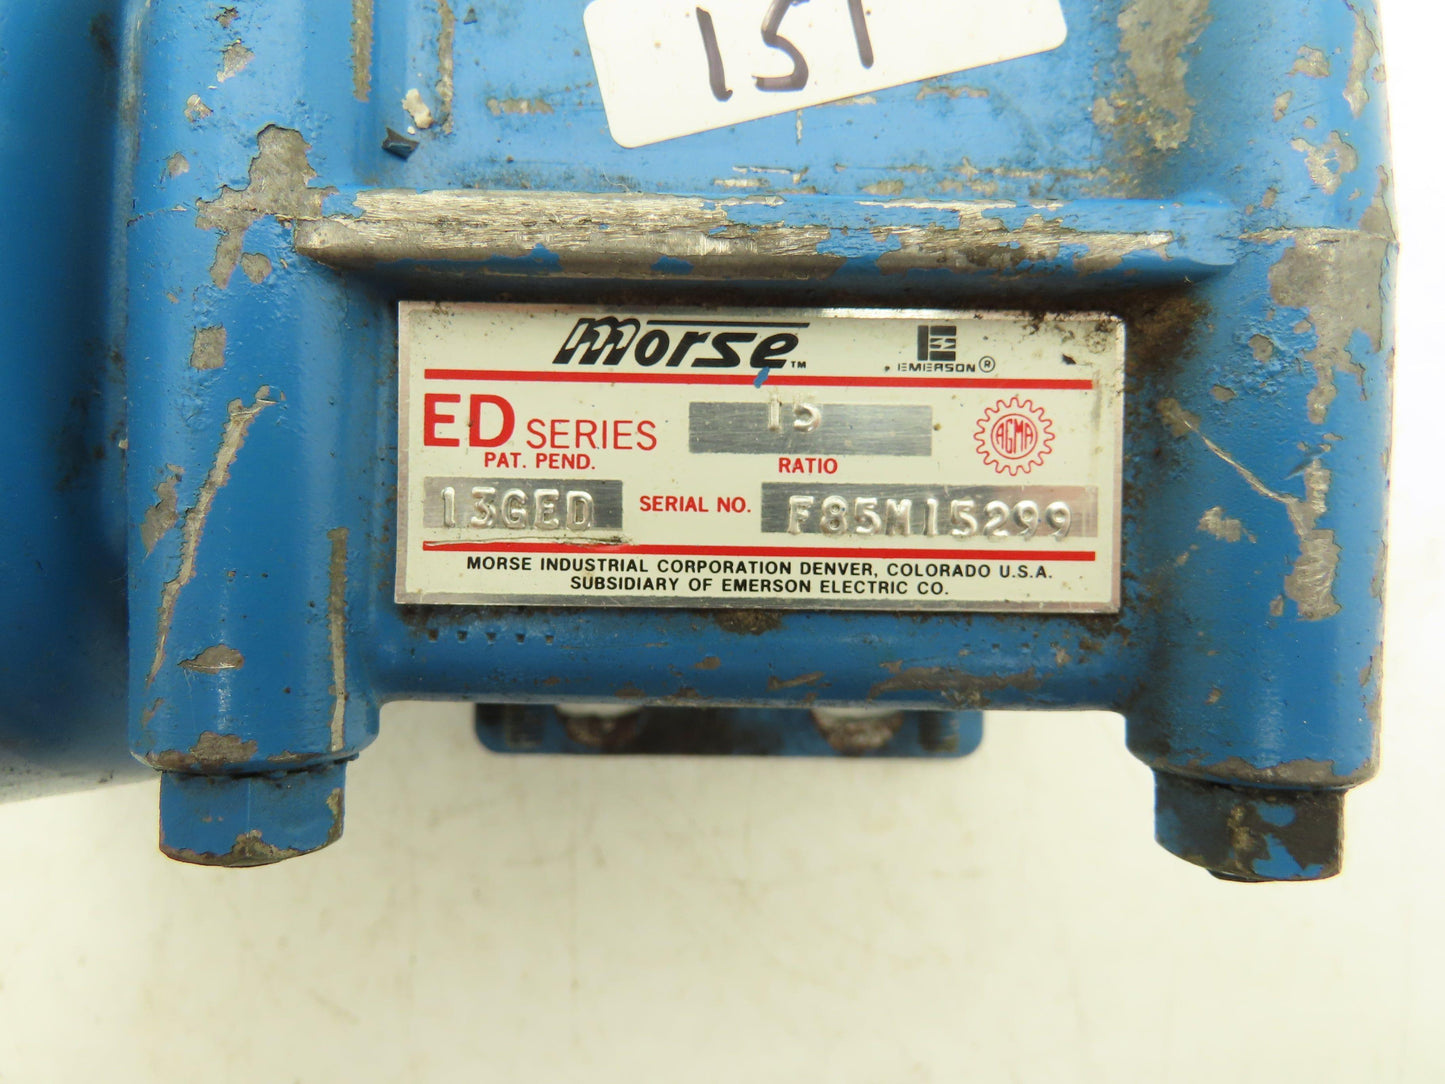 151
morse™
EMERSON®
ED SERIES
15
RATIO
AGMA
PAT. PEND.
13GED
SERIAL NO.
F85M15299
MORSE INDUSTRIAL CORPORATION DENVER, COLORADO U.S.A.
SUBSIDIARY OF EMERSON ELECTRIC CO.